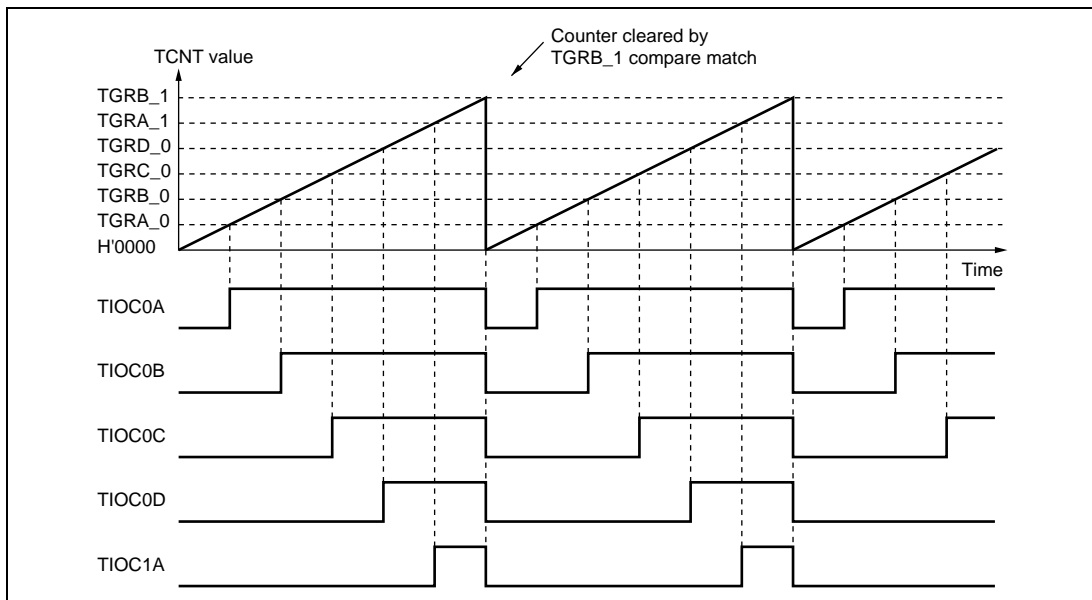 Counter cleared by
TGRB_1 compare match
TCNT value
TGRB_1
TGRA_1
TGRD_0
TGRC_0
TGRB_0
TGRA_0
H'0000
Time
TIOC0A
TIOC0B
TIOC0C
TIOC0D
TIOC1A